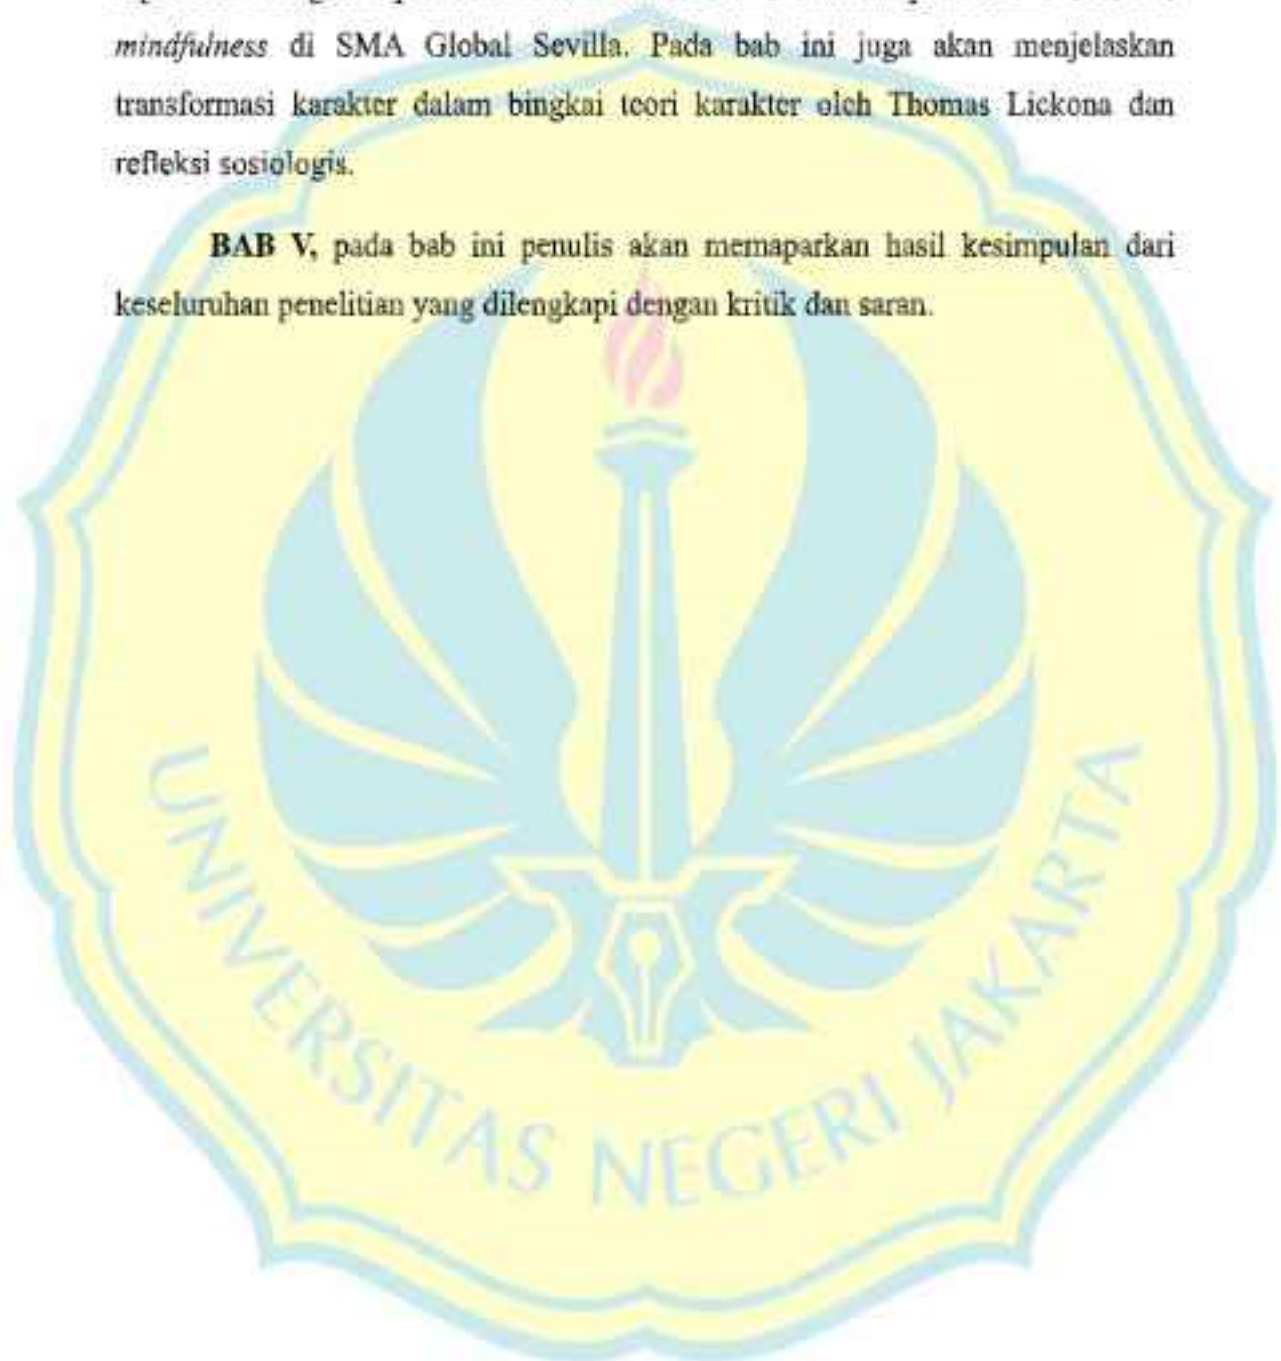 mindfulness di SMA Global Sevilla. Pada bab ini juga akan menjelaskan
transformasi karakter dalam bingkai teori karakter oleh Thomas Lickona dan
refleksi sosiologis.
BAB V, pada bab ini penulis akan memaparkan hasil kesimpulan dari
keseluruhan penelitian yang dilengkapi dengan kritik dan saran.
UNIVERSITAS NEGERI JAKARTA